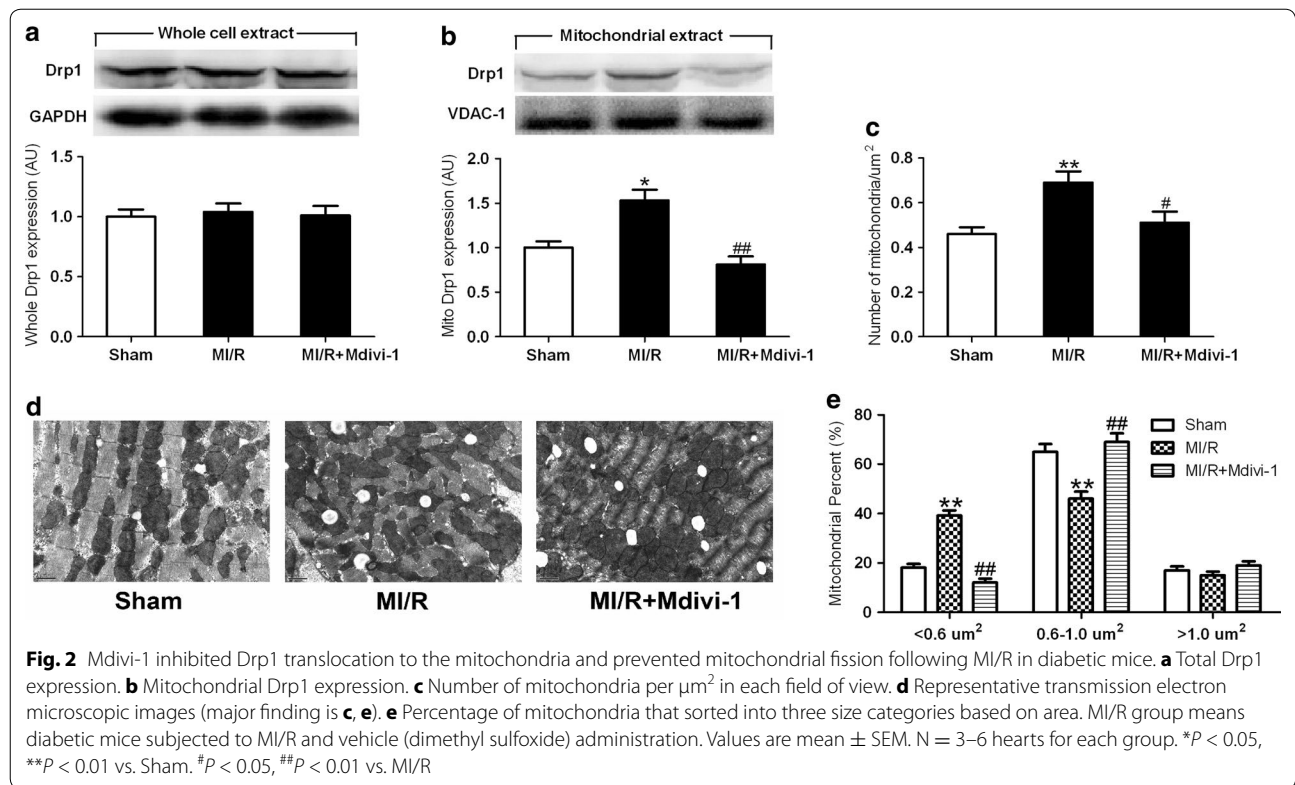 a
Whole cell extract
Drp1
GAPDH
Whole Drp1 expression (AU)
1.5
1.0
0.5
0.0
Sham
MI/R
MI/R+Mdivi-1
b
Mitochondrial extract
Drp1
VDAC-1
Mito Drp1 expression (AU)
2.0
1.5
1.0
0.5
0.0
*
##
Sham
MI/R
MI/R+Mdivi-1
c
Number of mitochondria/um²
0.8
0.6
0.4
0.2
0.0
**
#
Sham
MI/R
MI/R+Mdivi-1
d
Sham
MI/R
MI/R+Mdivi-1
e
Mitochondrial Percent (%)
80
60
40
20
0
**
##
**
##
Sham
MI/R
MI/R+Mdivi-1
<0.6 um²
0.6-1.0 um²
>1.0 um²
Fig. 2 Mdivi-1 inhibited Drp1 translocation to the mitochondria and prevented mitochondrial fission following MI/R in diabetic mice. a Total Drp1
expression. b Mitochondrial Drp1 expression. c Number of mitochondria per μm² in each field of view. d Representative transmission electron
microscopic images (major finding is c, e). e Percentage of mitochondria that sorted into three size categories based on area. MI/R group means
diabetic mice subjected to MI/R and vehicle (dimethyl sulfoxide) administration. Values are mean ± SEM. N = 3–6 hearts for each group. *P < 0.05,
**P < 0.01 vs. Sham. #P < 0.05, ##P < 0.01 vs. MI/R